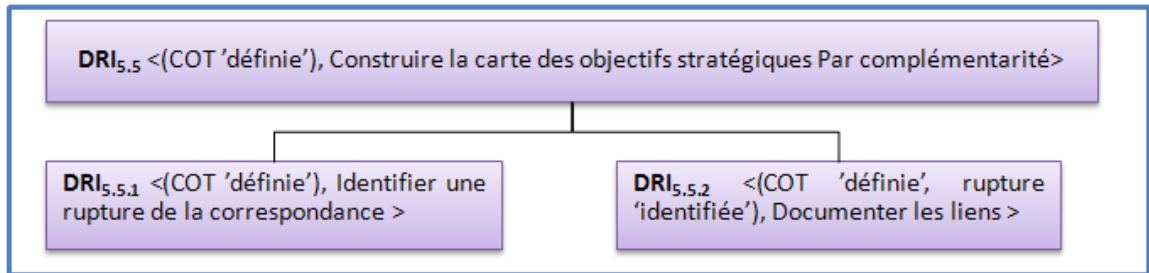 DRI5.5 <(COT ’définie’), Construire la carte des objectifs stratégiques Par complémentarité>
DRI5.5.1 <(COT ’définie’), Identifier une
rupture de la correspondance >
DRI5.5.2 <(COT ’définie’, rupture
‘identifiée’), Documenter les liens >